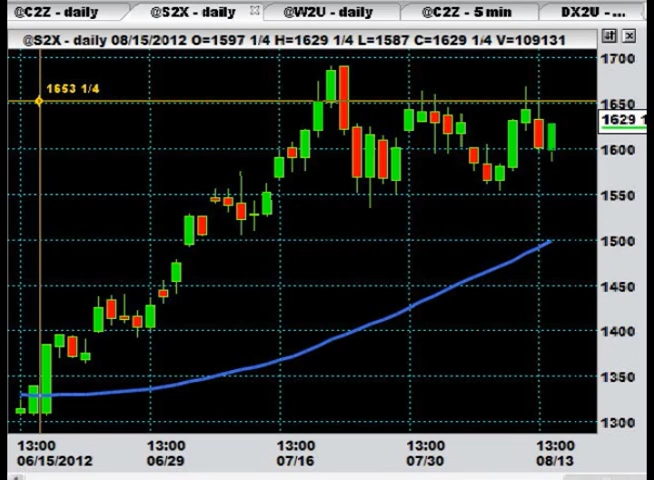 @C2Z - daily @S2X - daily @W2U - daily @C2Z - 5 min DX2U - ...
@S2X - daily 08/15/2012 O=1597 1/4 H=1629 1/4 L=1587 C=1629 1/4 V=109131
1700
1653 1/4
1650
1629 1
1600
1550
1500
1450
1400
1350
1300
13:00 13:00 13:00 13:00 13:00
06/15/2012 06/29 07/16 07/30 08/13